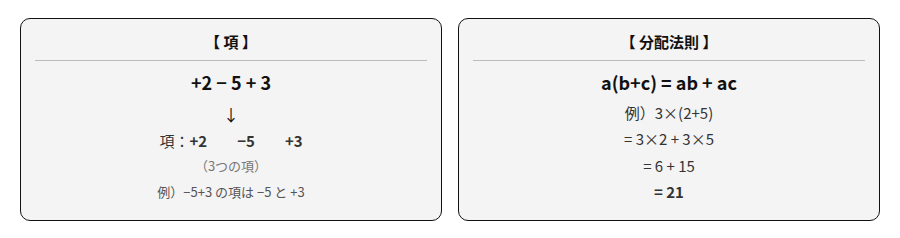 【 項 】
+2 − 5 + 3
↓
項：+2 −5 +3
（3つの項）
例）−5+3 の項は −5 と +3
【 分配法則 】
a(b+c) = ab + ac
例）3×(2+5)
= 3×2 + 3×5
= 6 + 15
= 21